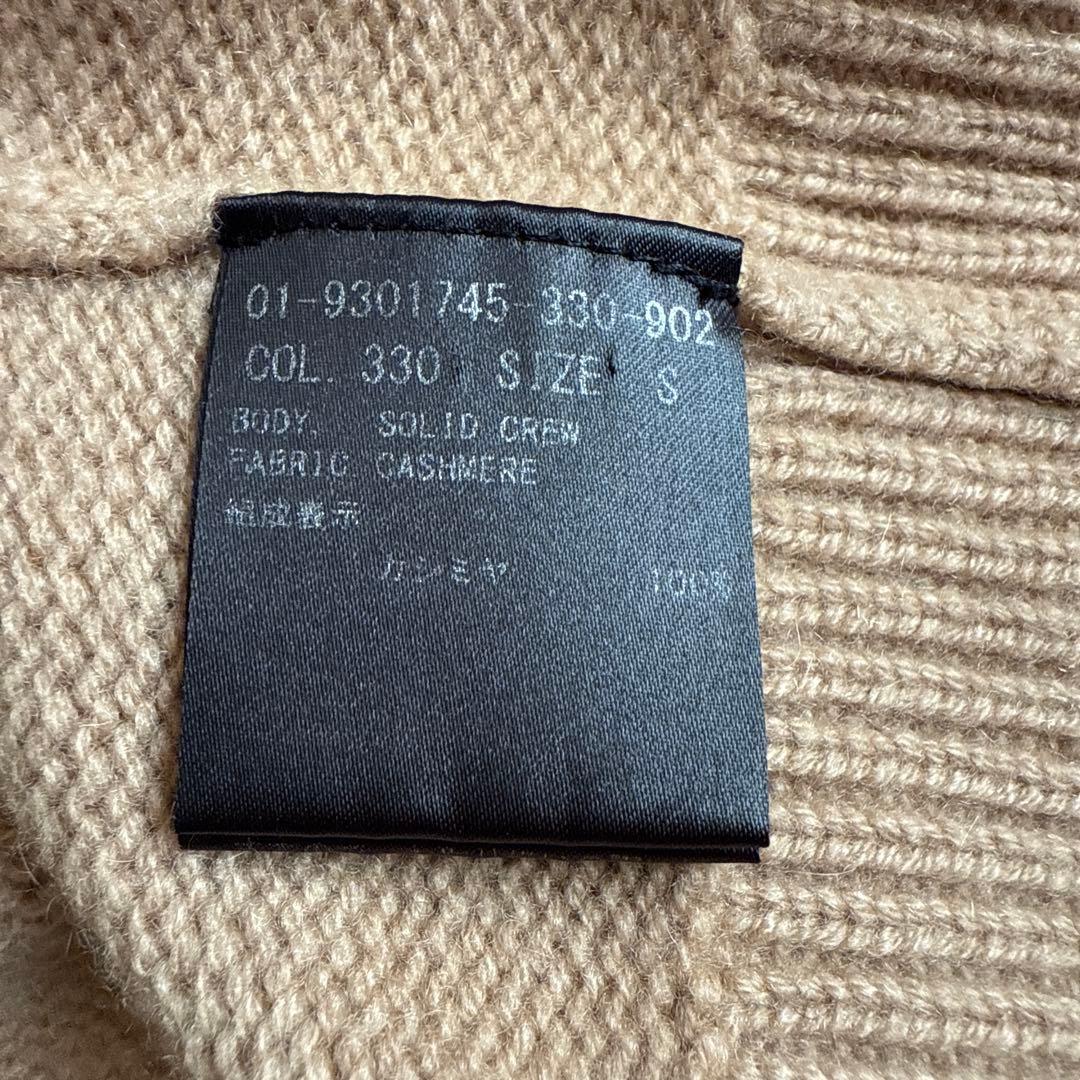 01-9301745-330-902
COL. 330 SIZE S
BODY. SOLID CREW
FABRIC CASHMERE
組成表示
カシミヤ 100%